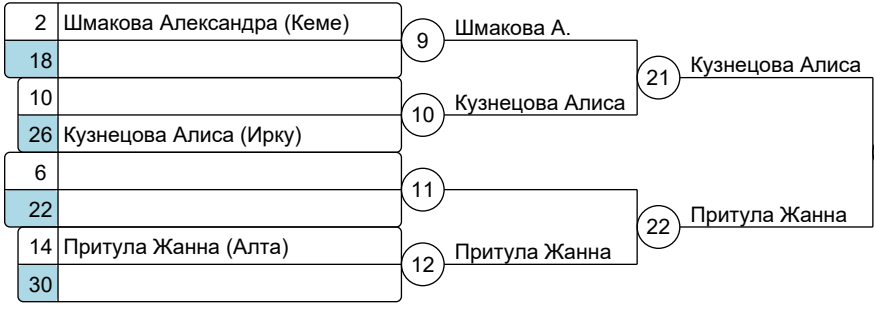 2 Шмакова Александра (Кеме)
18
9 Шмакова А.
10
26 Кузнецова Алиса (Ирку)
10 Кузнецова Алиса
21 Кузнецова Алиса
6
22
11
14 Притула Жанна (Алта)
30
12 Притула Жанна
22 Притула Жанна